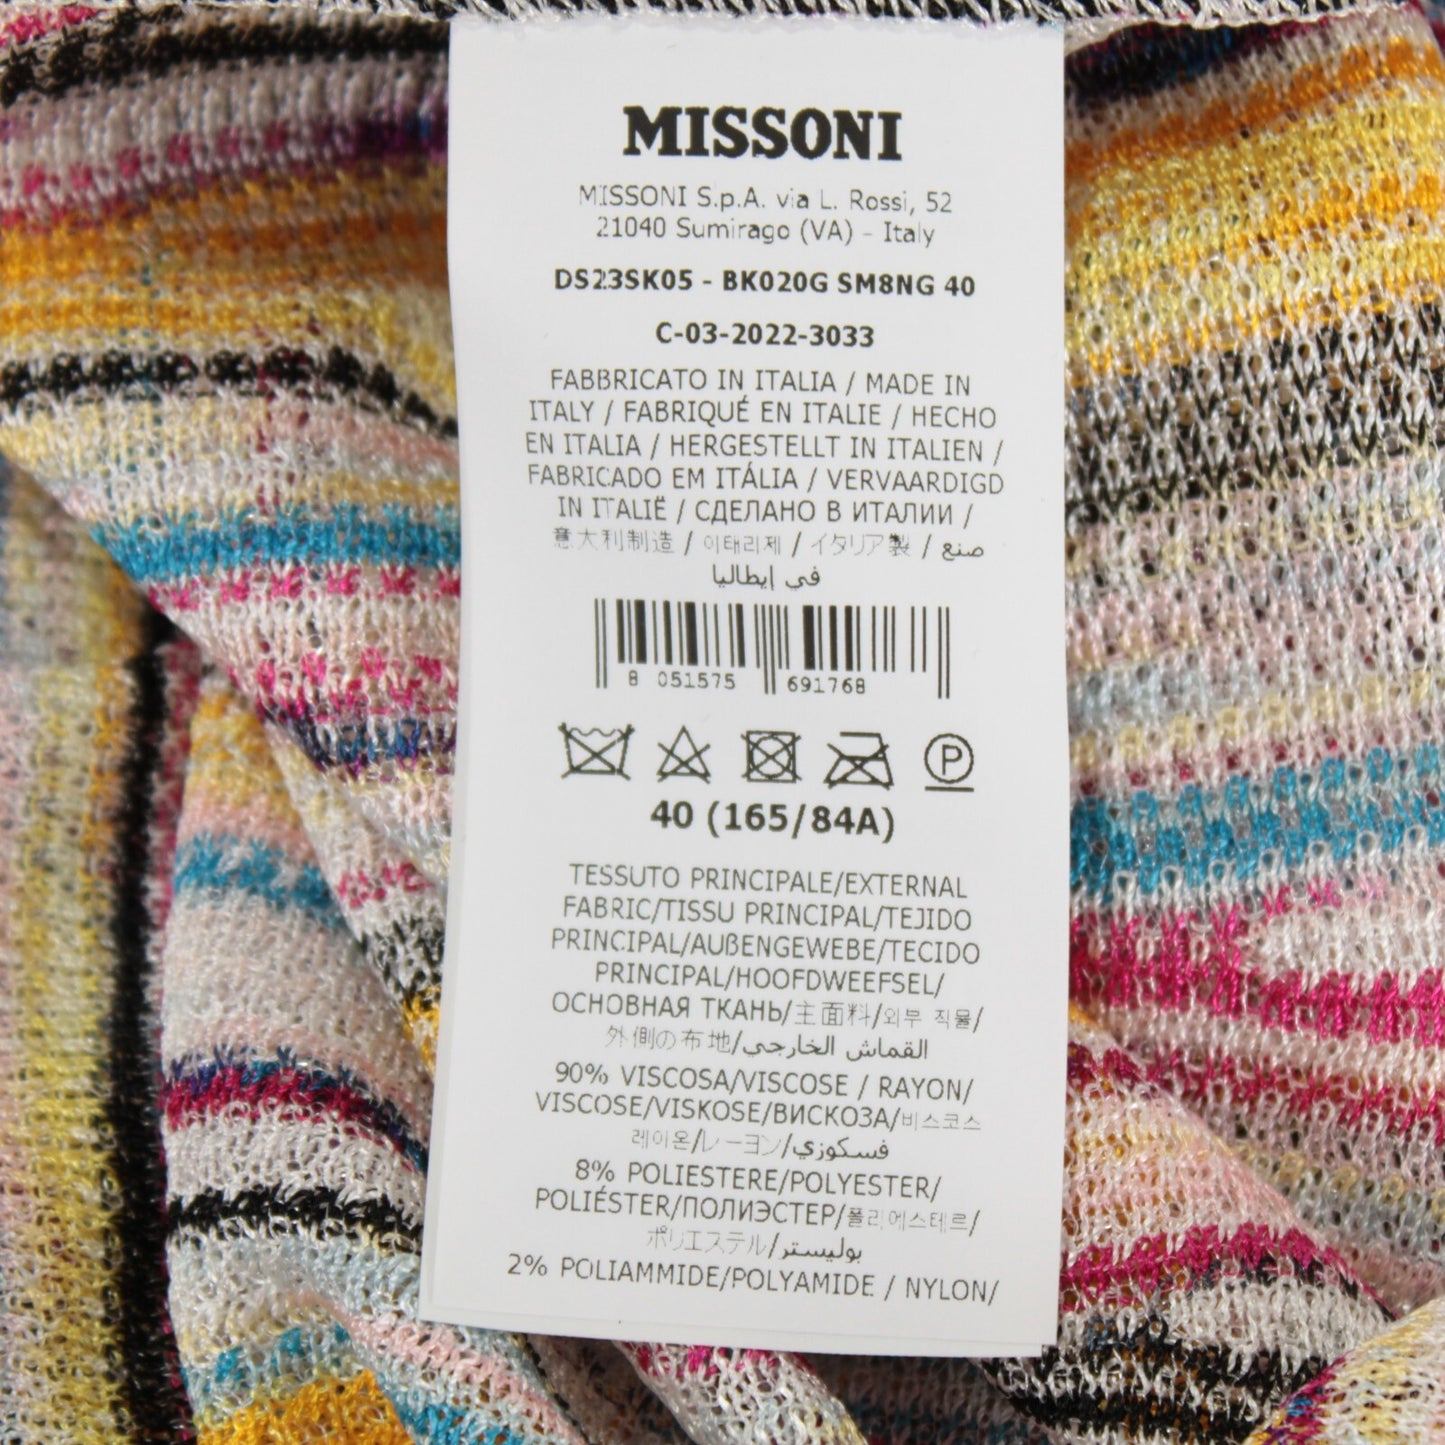 MISSONI
MISSONI S.p.A. via L. Rossi, 52
21040 Sumirago (VA) - Italy
DS23SK05 - BK020G SM8NG 40
C-03-2022-3033
FABBRICATO IN ITALIA / MADE IN
ITALY / FABRIQUÉ EN ITALIE / HECHO
EN ITALIA / HERGESTELLT IN ITALIEN /
FABRICADO EM ITÁLIA / VERVAARDIGD
IN ITALIË / СДЕЛАНО В ИТАЛИИ /
意大利制造 / 이태리제 / イタリア製 / صنع
في إيطاليا
8 051575 691768
P
40 (165/84A)
TESSUTO PRINCIPALE/EXTERNAL
FABRIC/TISSU PRINCIPAL/TEJIDO
PRINCIPAL/AUßENGEWEBE/TECIDO
PRINCIPAL/HOOFDWEEFSEL/
ОСНОВНАЯ ТКАНЬ/主面料/외부 직물/
外側の布地/القماش الخارجي/
90% VISCOSA/VISCOSE / RAYON/
VISCOSE/VISKOSE/ВИСКОЗА/비스코스
레이온/レーヨン/فسكوزي/
8% POLIESTERE/POLYESTER/
POLIÉSTER/ПОЛИЭСТЕР/폴리에스테르/
ポリエステル/بوليستر/
2% POLIAMMIDE/POLYAMIDE / NYLON/